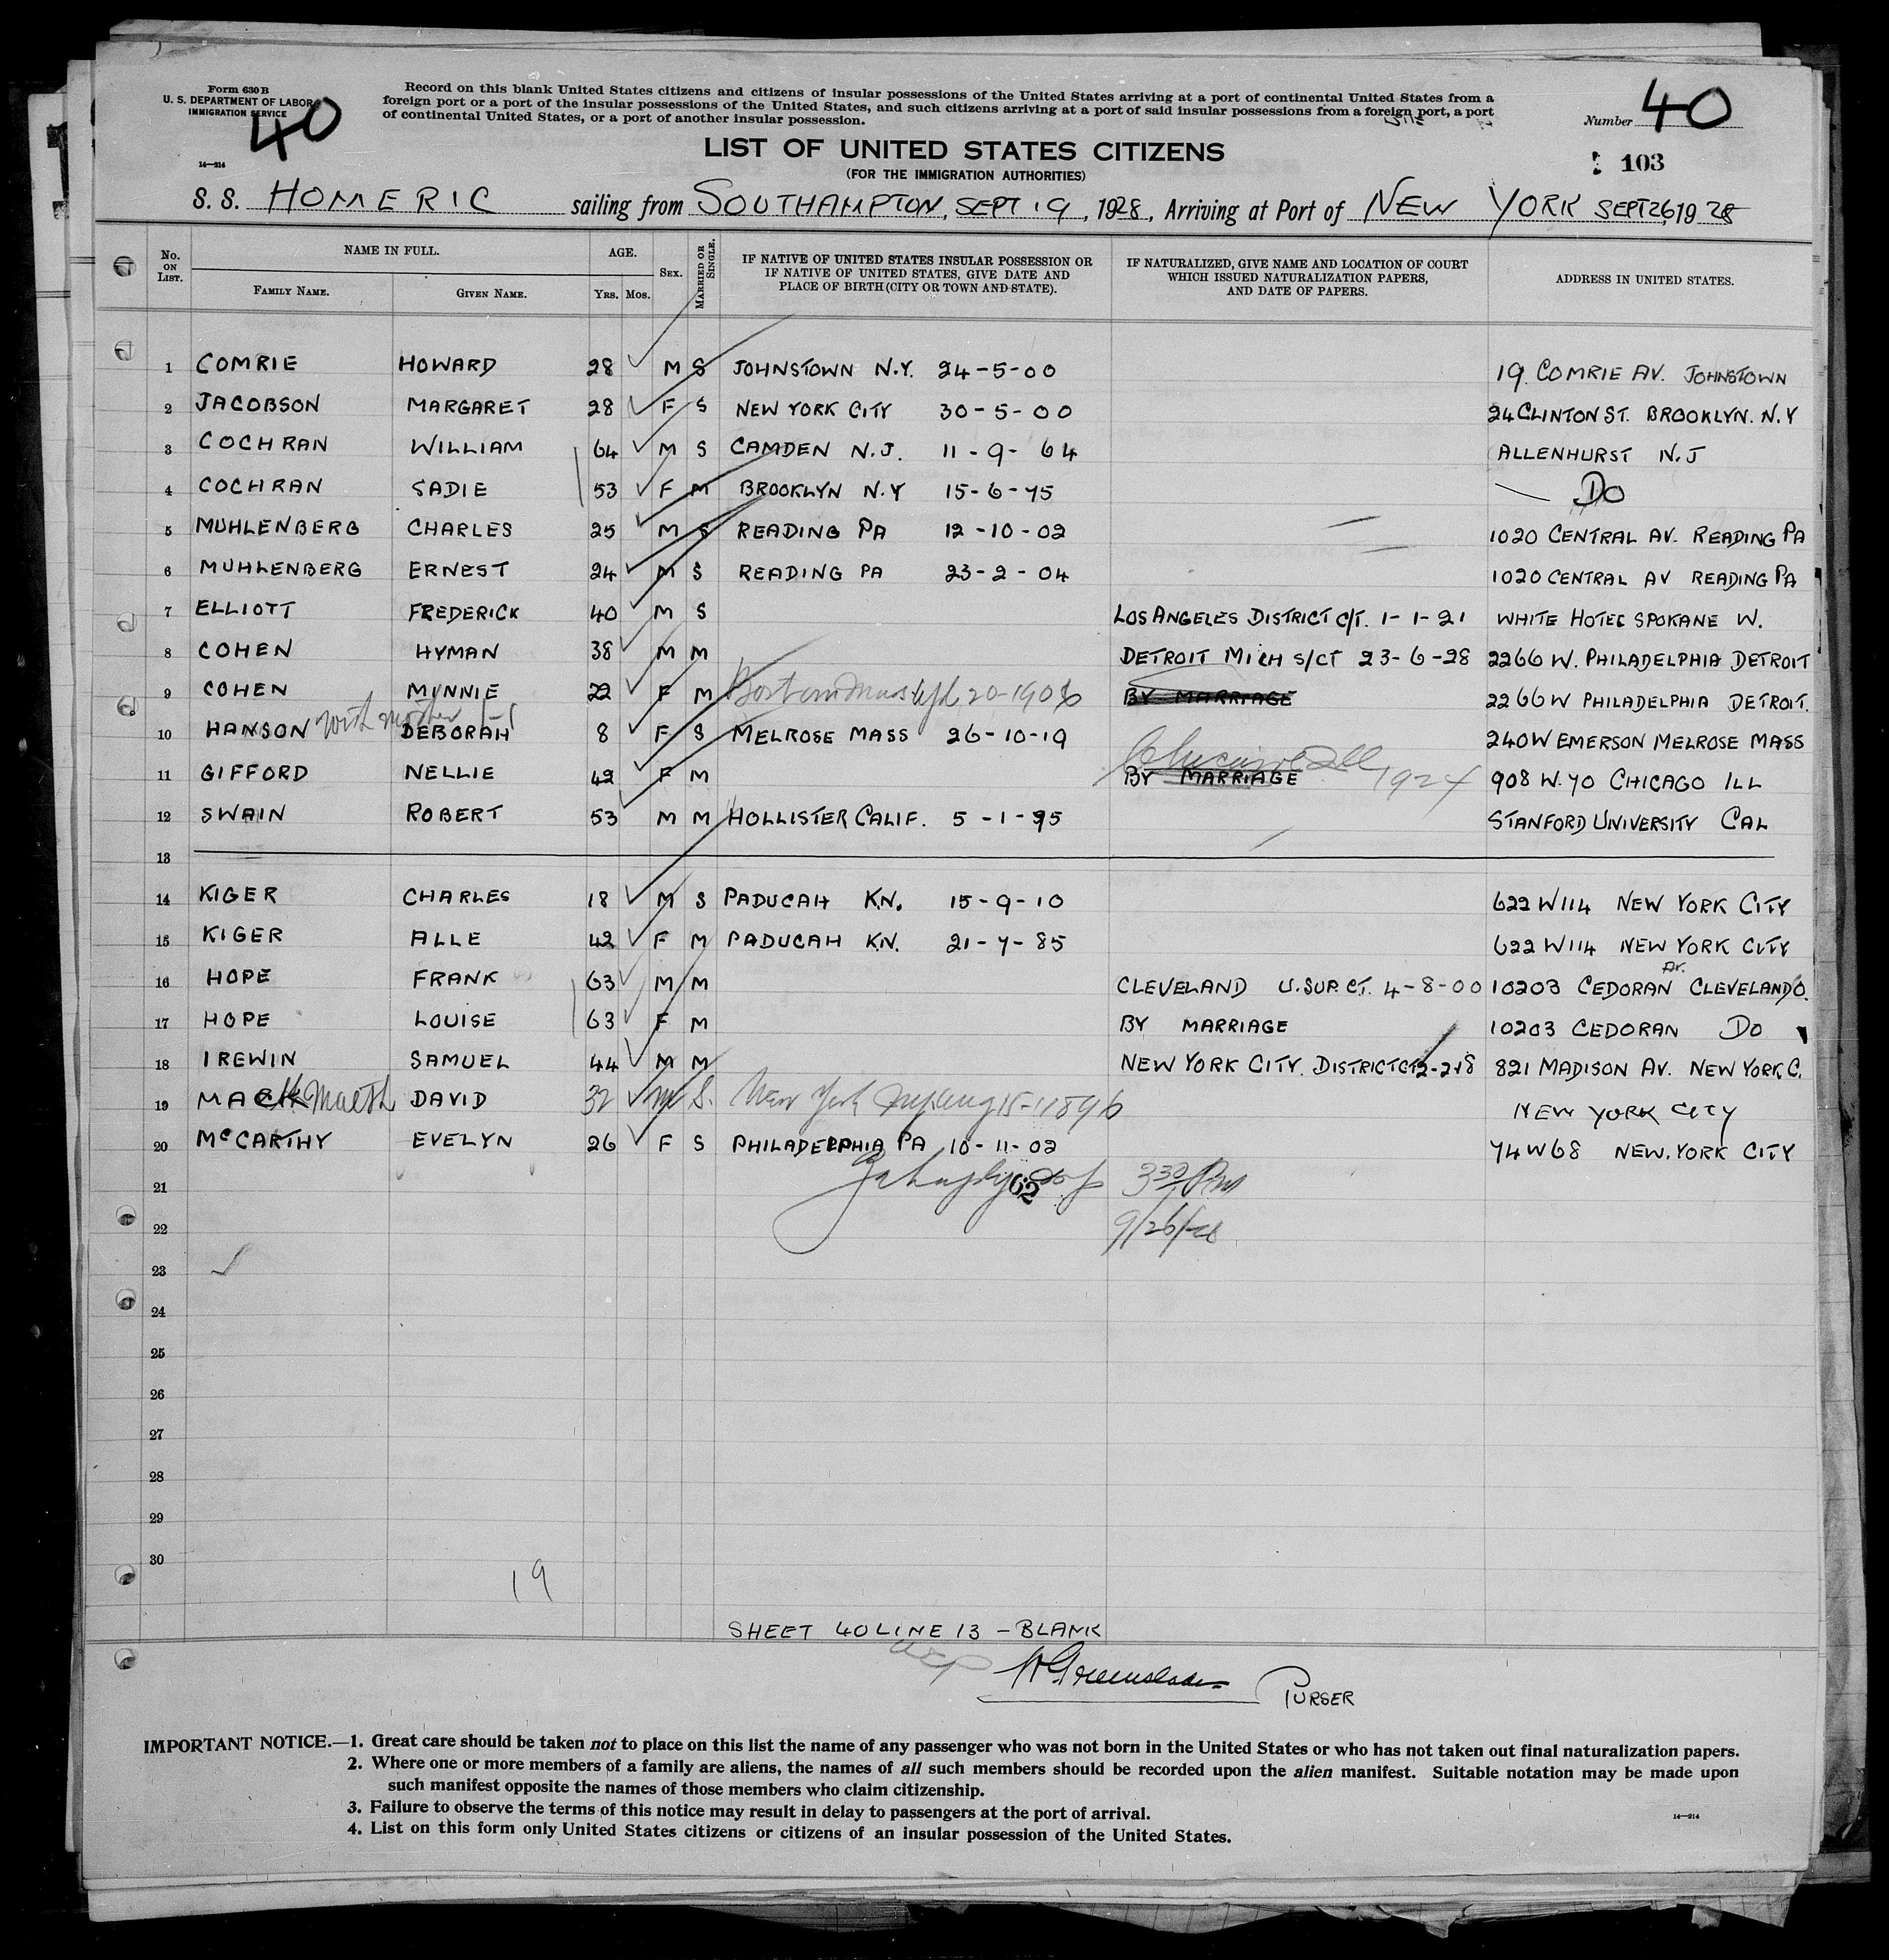 Form 630 B
U. S. DEPARTMENT OF LABOR
IMMIGRATION SERVICE
40
14—214
Record on this blank United States citizens and citizens of insular possessions of the United States arriving at a port of continental United States from a
foreign port or a port of the insular possessions of the United States, and such citizens arriving at a port of said insular possessions from a foreign port, a port
of continental United States, or a port of another insular possession.
Number 40
LIST OF UNITED STATES CITIZENS
(FOR THE IMMIGRATION AUTHORITIES)
103
S. S. HOMERIC sailing from SOUTHAMPTON, SEPT 19, 1928, Arriving at Port of NEW YORK SEPT 26, 1928
No. ON LIST. NAME IN FULL. AGE. SEX. MARRIED OR SINGLE. IF NATIVE OF UNITED STATES INSULAR POSSESSION OR IF NATIVE OF UNITED STATES, GIVE DATE AND PLACE OF BIRTH (CITY OR TOWN AND STATE). IF NATURALIZED, GIVE NAME AND LOCATION OF COURT WHICH ISSUED NATURALIZATION PAPERS, AND DATE OF PAPERS. ADDRESS IN UNITED STATES.
FAMILY NAME. GIVEN NAME. YRS. MOS.
1 COMRIE HOWARD 28 M S JOHNSTOWN N.Y. 24-5-00 19 COMRIE AV. JOHNSTOWN
2 JACOBSON MARGARET 28 F S NEW YORK CITY 30-5-00 24 CLINTON ST. BROOKLYN. N.Y
3 COCHRAN WILLIAM 64 M S CAMDEN N.J. 11-9-64 ALLENHURST N.J
4 COCHRAN SADIE 53 F M BROOKLYN N.Y 15-6-75 DO
5 MUHLENBERG CHARLES 25 M S READING PA 12-10-02 1020 CENTRAL AV. READING PA
6 MUHLENBERG ERNEST 24 M S READING PA 23-2-04 1020 CENTRAL AV READING PA
7 ELLIOTT FREDERICK 40 M S LOS ANGELES DISTRICT C/T. 1-1-21 WHITE HOTEL SPOKANE W.
8 COHEN HYMAN 38 M M DETROIT MICH S/CT 23-6-28 2266 W. PHILADELPHIA DETROIT
9 COHEN MINNIE 22 F M Boston Mass Sept 20-1906 BY MARRIAGE 2266 W PHILADELPHIA DETROIT.
10 HANSON with mother DEBORAH 8 F S MELROSE MASS 26-10-19 240 W EMERSON MELROSE MASS
11 GIFFORD NELLIE 42 F M BY MARRIAGE Chicago Ill 1924 908 W. 70 CHICAGO ILL
12 SWAIN ROBERT 53 M M HOLLISTER CALIF. 5-1-75 STANFORD UNIVERSITY CAL
13
14 KIGER CHARLES 18 M S PADUCAH KN. 15-9-10 622 W 114 NEW YORK CITY
15 KIGER ALLE 42 F M PADUCAH KN. 21-7-85 622 W 114 NEW YORK CITY
16 HOPE FRANK 63 M M CLEVELAND U.SUP.CT. 4-8-00 10203 CEDORAN Av. CLEVELAND O.
17 HOPE LOUISE 63 F M BY MARRIAGE 10203 CEDORAN DO
18 IREWIN SAMUEL 44 M M NEW YORK CITY. DISTRICT CT 821 MADISON AV. NEW YORK C.
19 DAVID 32 M S. New York NY Aug 15-1896 NEW YORK CITY
20 McCARTHY EVELYN 26 F S PHILADELPHIA PA 10-11-02 74 W 68 NEW. YORK CITY
21 62 3 30 Pm
22 9/26/28
23
24
25
26
27
28
29
30
19
SHEET 40 LINE 13 - BLANK
PURSER
IMPORTANT NOTICE.—1. Great care should be taken not to place on this list the name of any passenger who was not born in the United States or who has not taken out final naturalization papers.
2. Where one or more members of a family are aliens, the names of all such members should be recorded upon the alien manifest. Suitable notation may be made upon
such manifest opposite the names of those members who claim citizenship.
3. Failure to observe the terms of this notice may result in delay to passengers at the port of arrival.
4. List on this form only United States citizens or citizens of an insular possession of the United States.
14—214